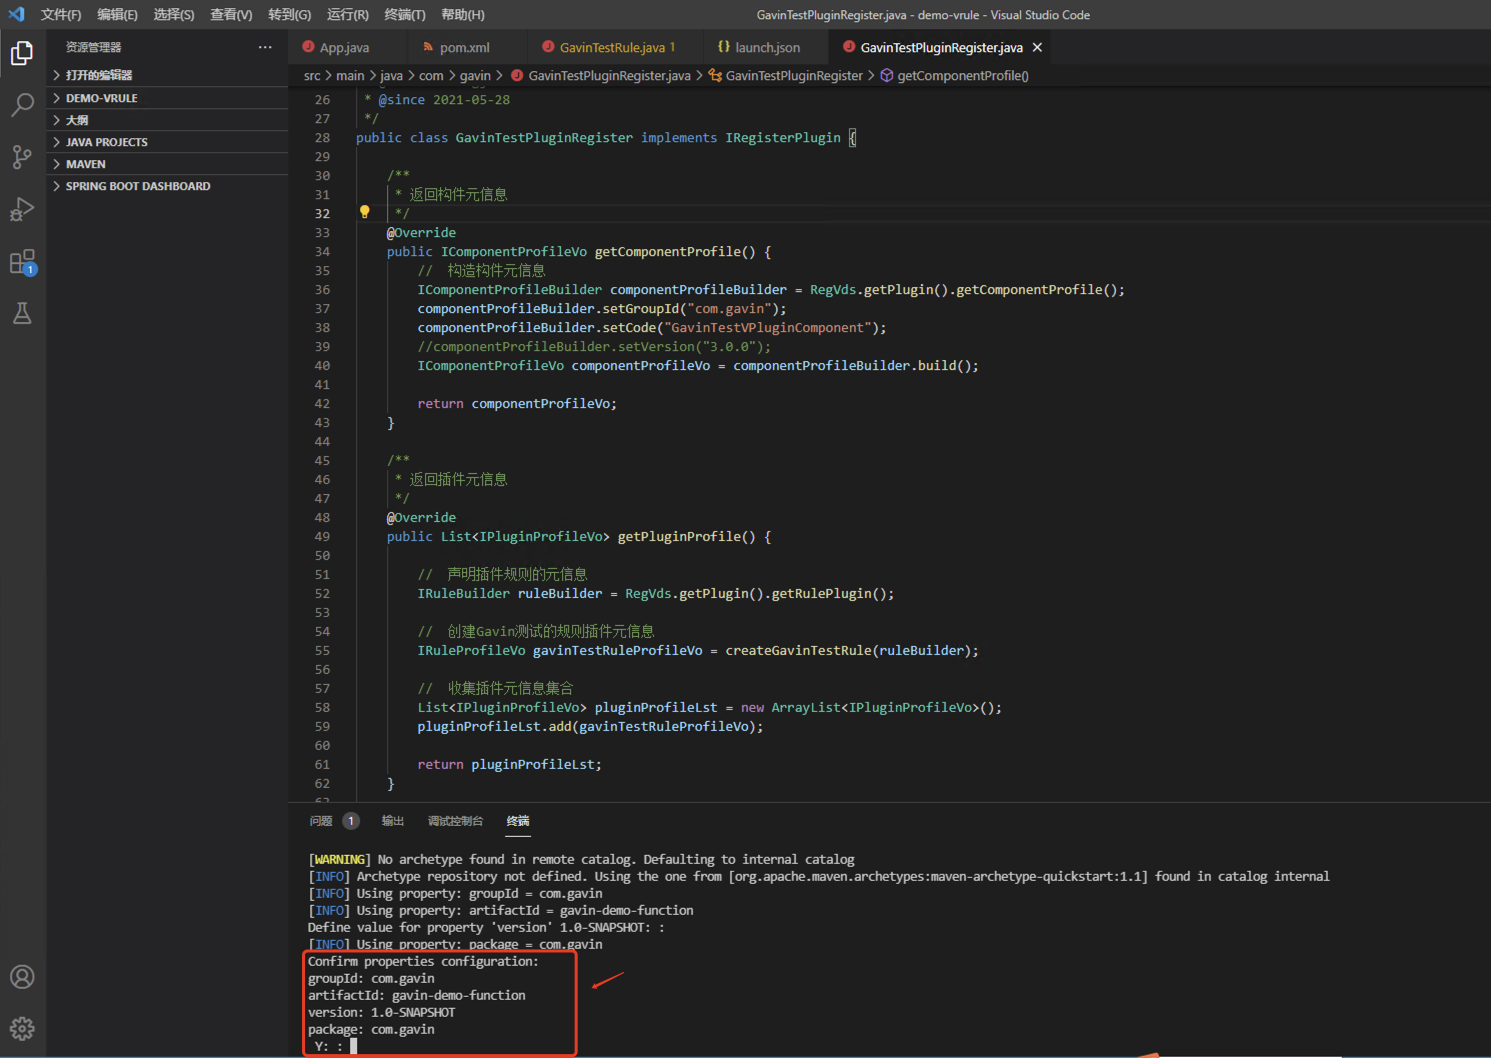 文件(F) 编辑(E) 选择(S) 查看(V) 转到(G) 运行(R) 终端(T) 帮助(H) GavinTestPluginRegister.java - demo-vrule - Visual Studio Code
资源管理器 ···
打开的编辑器
DEMO-VRULE
大纲
JAVA PROJECTS
MAVEN
SPRING BOOT DASHBOARD
1
App.java pom.xml GavinTestRule.java 1 launch.json GavinTestPluginRegister.java
src > main > java > com > gavin > GavinTestPluginRegister.java > GavinTestPluginRegister > getComponentProfile()
26 * @since 2021-05-28
27 */
28 public class GavinTestPluginRegister implements IRegisterPlugin {
29
30 /**
31 * 返回构件元信息
32 */
33 @Override
34 public IComponentProfileVo getComponentProfile() {
35 // 构造构件元信息
36 IComponentProfileBuilder componentProfileBuilder = RegVds.getPlugin().getComponentProfile();
37 componentProfileBuilder.setGroupId("com.gavin");
38 componentProfileBuilder.setCode("GavinTestVPluginComponent");
39 //componentProfileBuilder.setVersion("3.0.0");
40 IComponentProfileVo componentProfileVo = componentProfileBuilder.build();
41
42 return componentProfileVo;
43 }
44
45 /**
46 * 返回插件元信息
47 */
48 @Override
49 public List<IPluginProfileVo> getPluginProfile() {
50
51 // 声明插件规则的元信息
52 IRuleBuilder ruleBuilder = RegVds.getPlugin().getRulePlugin();
53
54 // 创建Gavin测试的规则插件元信息
55 IRuleProfileVo gavinTestRuleProfileVo = createGavinTestRule(ruleBuilder);
56
57 // 收集插件元信息集合
58 List<IPluginProfileVo> pluginProfileLst = new ArrayList<IPluginProfileVo>();
59 pluginProfileLst.add(gavinTestRuleProfileVo);
60
61 return pluginProfileLst;
62 }
问题 1 输出 调试控制台 终端
[WARNING] No archetype found in remote catalog. Defaulting to internal catalog
[INFO] Archetype repository not defined. Using the one from [org.apache.maven.archetypes:maven-archetype-quickstart:1.1] found in catalog internal
[INFO] Using property: groupId = com.gavin
[INFO] Using property: artifactId = gavin-demo-function
Define value for property 'version' 1.0-SNAPSHOT: :
[INFO] Using property: package = com.gavin
Confirm properties configuration:
groupId: com.gavin
artifactId: gavin-demo-function
version: 1.0-SNAPSHOT
package: com.gavin
Y: :